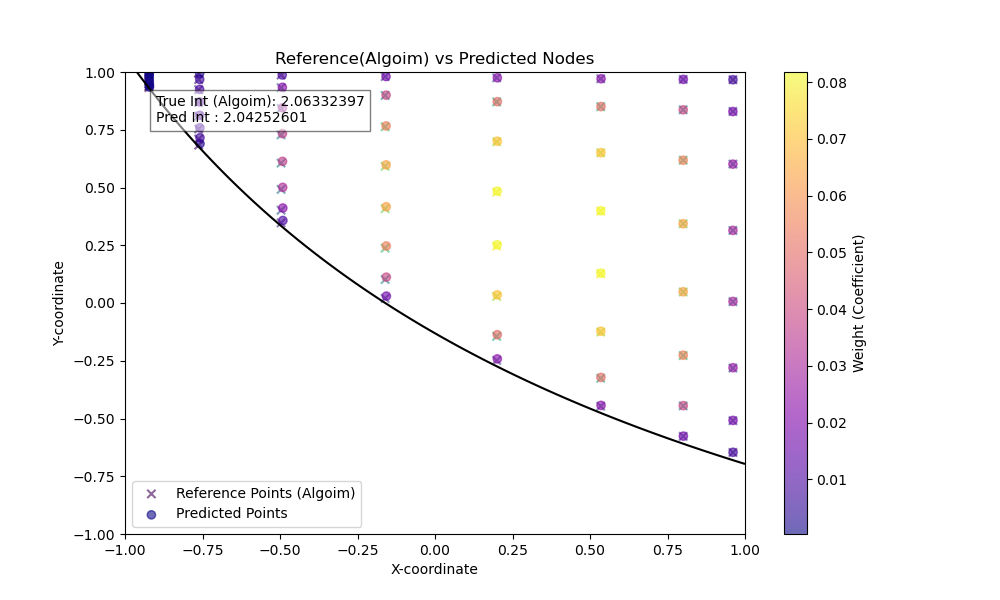 Reference(Algoim) vs Predicted Nodes
1.00
0.75
0.50
0.25
0.00
−0.25
−0.50
−0.75
−1.00
Y-coordinate
True Int (Algoim): 2.06332397
Pred Int : 2.04252601
Reference Points (Algoim)
Predicted Points
−1.00 −0.75 −0.50 −0.25 0.00 0.25 0.50 0.75 1.00
X-coordinate
0.08
0.07
0.06
0.05
0.04
0.03
0.02
0.01
Weight (Coefficient)